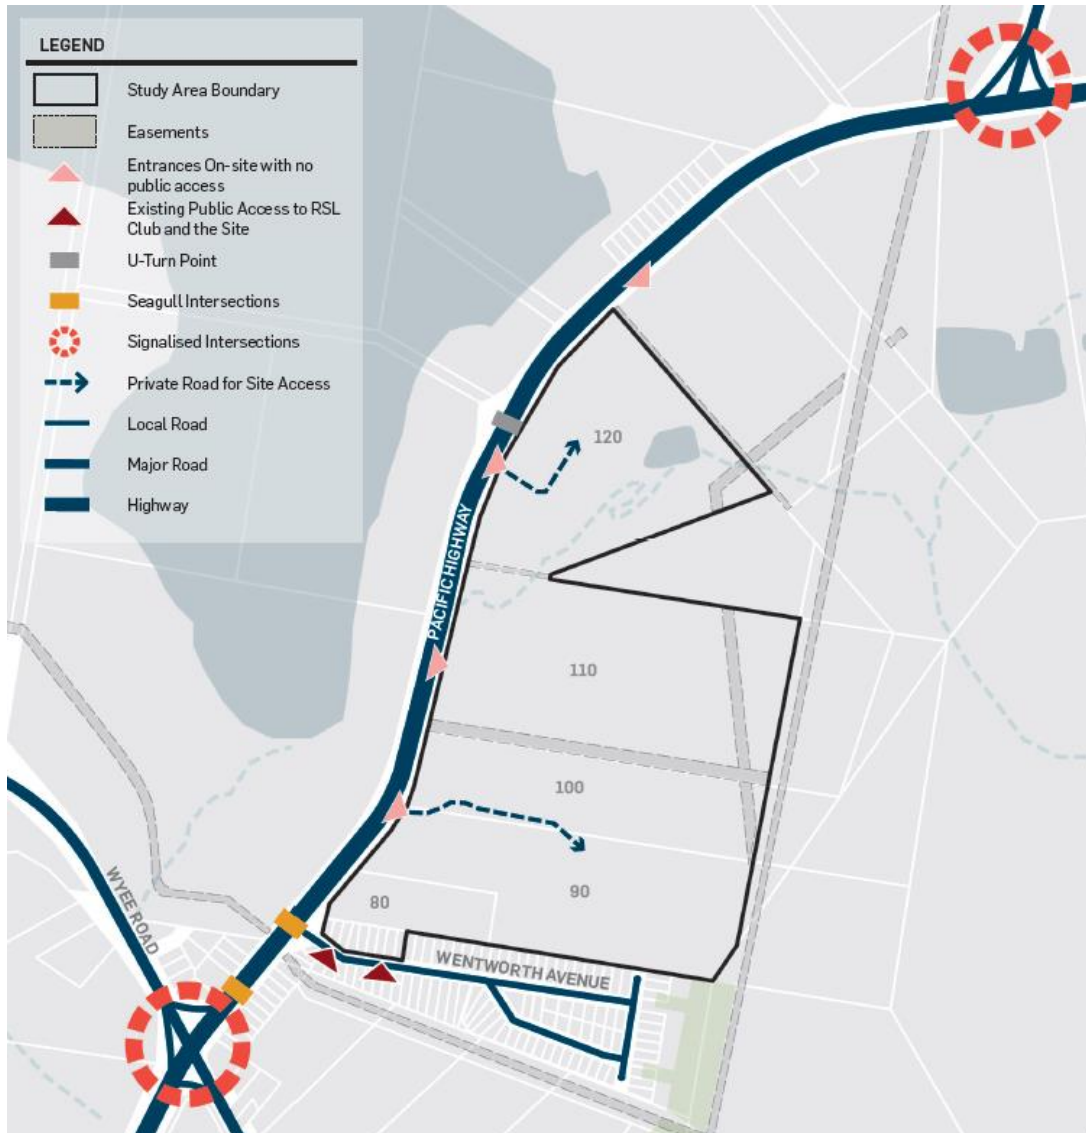 LEGEND
Study Area Boundary
Easements
Entrances On-site with no
public access
Existing Public Access to RSL
Club and the Site
U-Turn Point
Seagull Intersections
Signalised Intersections
Private Road for Site Access
Local Road
Major Road
Highway
120
PACIFIC HIGHWAY
110
100
90
80
WYEE ROAD
WENTWORTH AVENUE